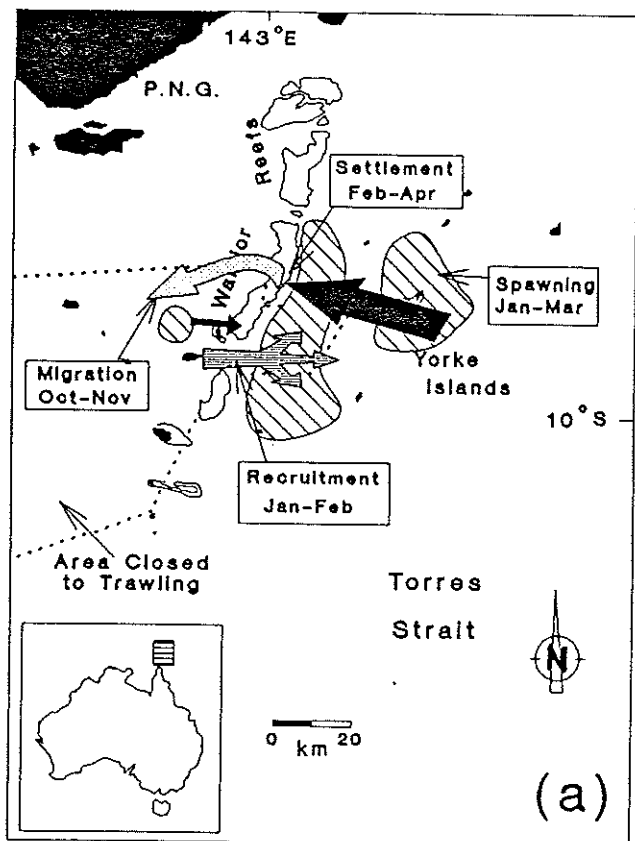 143°E
P.N.G.
Warrior Reefs
Settlement
Feb-Apr
Spawning
Jan-Mar
Yorke
Islands
Migration
Oct-Nov
10°S
Recruitment
Jan-Feb
Area Closed
to Trawling
Torres
Strait
N
0 20
km
(a)